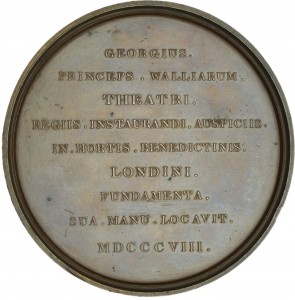 GEORGIUS.
PRINCEPS . WALLIARUM.
THEATRI.
REGIIS . INSTAURANDI . AUSPICIIS.
IN . HORTIS . BENEDICTINIS:
LONDINI.
FUNDAMENTA.
SUA . MANU . LOCAVIT.
MDCCCVIII.